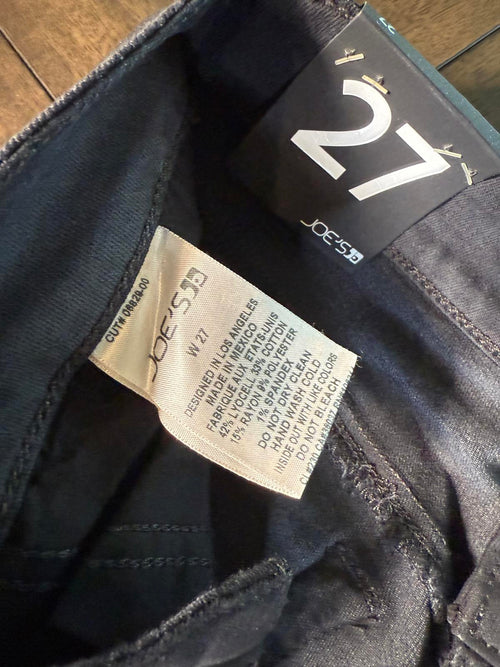 27
JOE'S
CUT# 08829-00
JOE'S
W 27
DESIGNED IN LOS ANGELES
MADE IN MEXICO
FABRIQUE AUX ETATS-UNIS
42% LYOCELL 33% COTTON
15% RAYON 9% POLYESTER
1% SPANDEX
DO NOT DRY CLEAN
HAND WASH COLD
INSIDE OUT WITH LIKE COLORS
DO NOT BLEACH